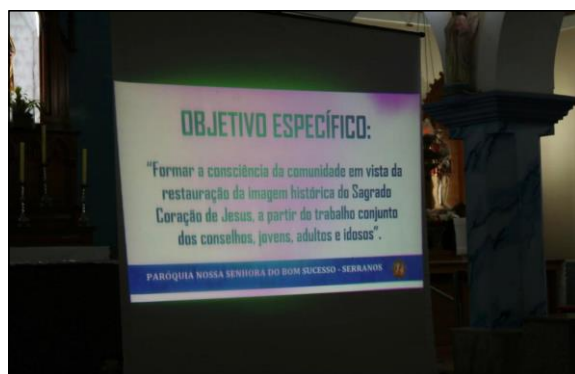 OBJETIVO ESPECÍFICO:
“Formar a consciência da comunidade em vista da
restauração da imagem histórica do Sagrado
Coração de Jesus, a partir do trabalho conjunto
dos conselhos, jovens, adultos e idosos”.
PARÓQUIA NOSSA SENHORA DO BOM SUCESSO - SERRANOS